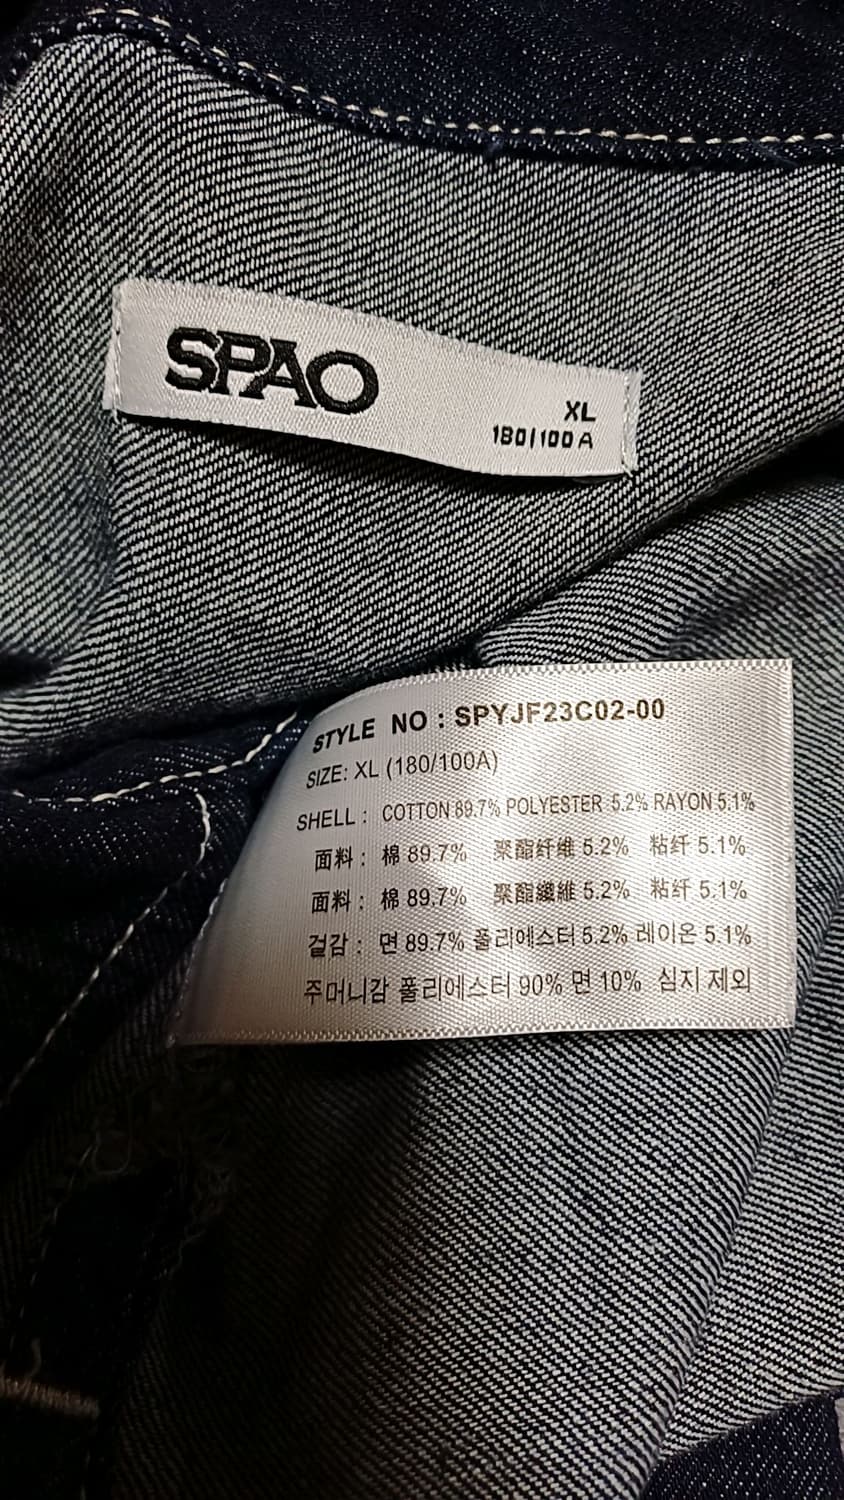 SPAO
XL
180/100A
STYLE NO : SPYJF23C02-00
SIZE: XL (180/100A)
SHELL : COTTON 89.7% POLYESTER 5.2% RAYON 5.1%
面料 : 棉 89.7% 聚酯纤维 5.2% 粘纤 5.1%
面料 : 棉 89.7% 聚酯纖維 5.2% 粘纤 5.1%
걸감 : 면 89.7% 폴리에스터 5.2% 레이온 5.1%
주머니감 폴리에스터 90% 면 10% 심지 제외